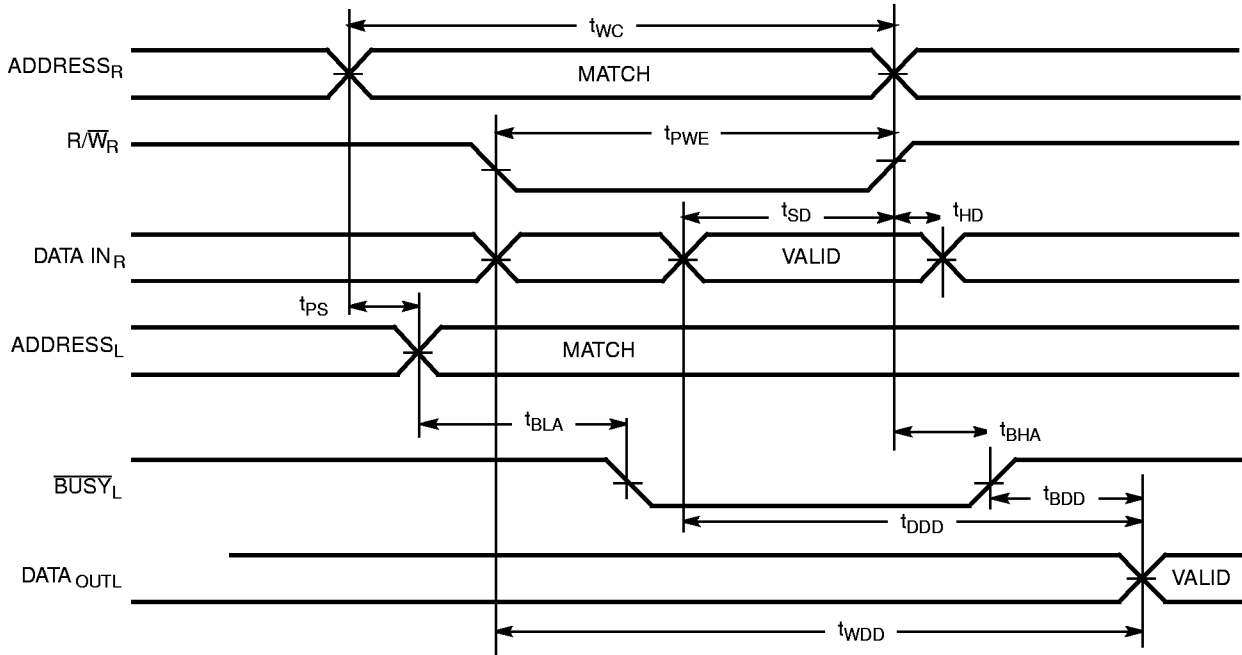 tWC
ADDRESSR MATCH
R/W̅R tPWE
tSD tHD
DATA INR VALID
tPS
ADDRESSL MATCH
tBLA tBHA
B̅U̅S̅Y̅L tBDD
tDDD
DATA OUTL VALID
tWDD